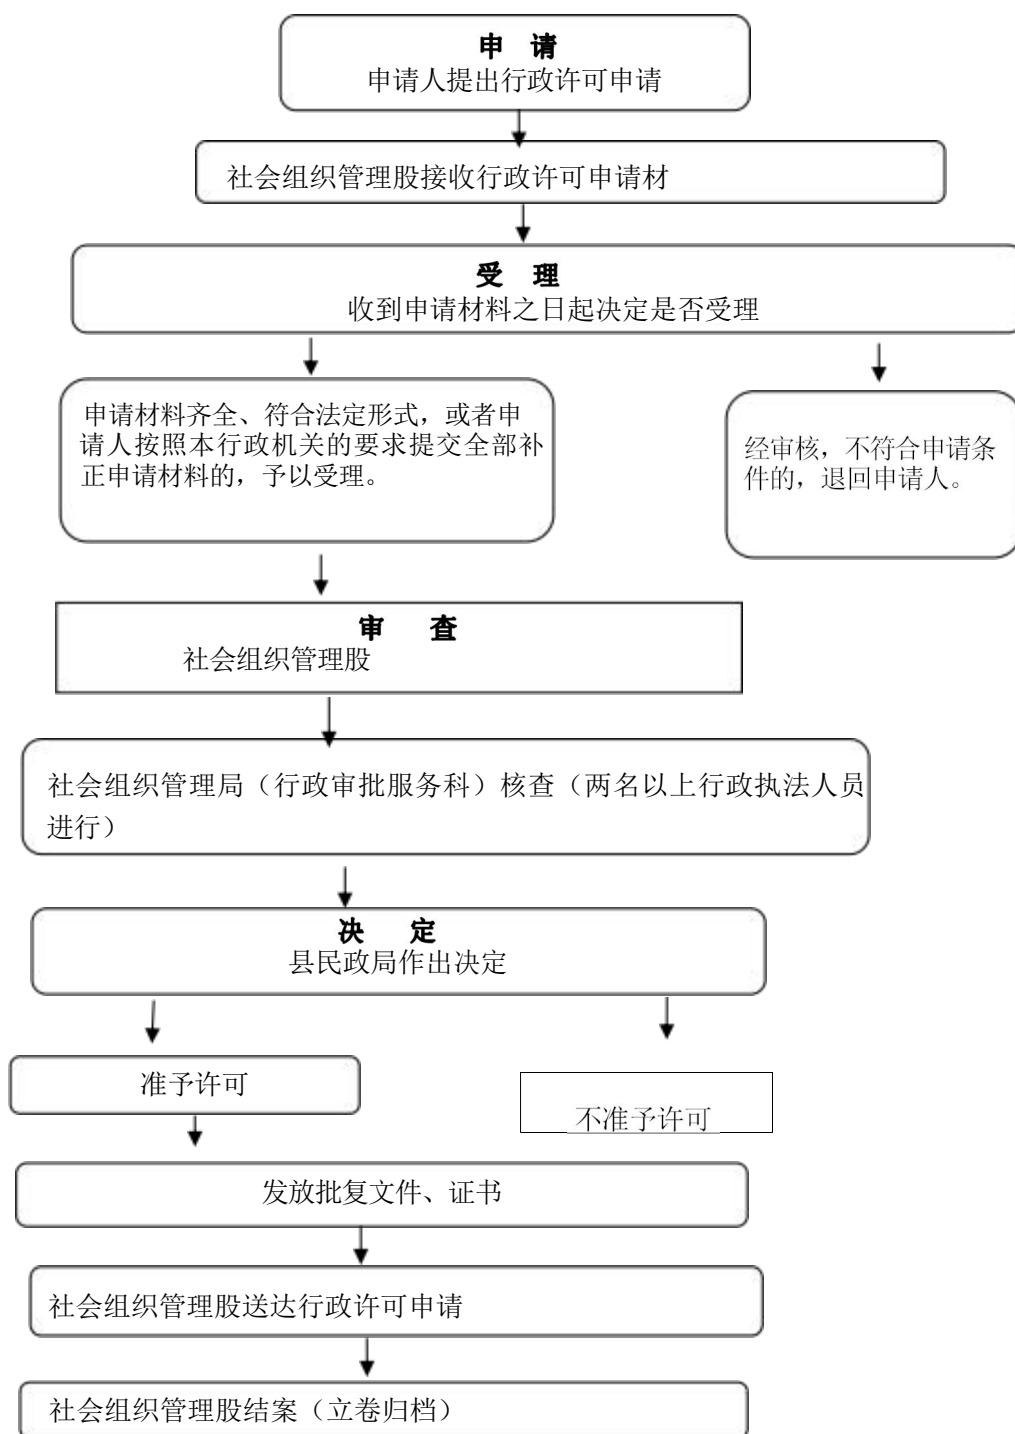 申 请
申请人提出行政许可申请
社会组织管理股接收行政许可申请材
受 理
收到申请材料之日起决定是否受理
申请材料齐全、符合法定形式，或者申
请人按照本行政机关的要求提交全部补
正申请材料的，予以受理。
经审核，不符合申请条
件的，退回申请人。
审 查
社会组织管理股
社会组织管理局（行政审批服务科）核查（两名以上行政执法人员
进行）
决 定
县民政局作出决定
准予许可
不准予许可
发放批复文件、证书
社会组织管理股送达行政许可申请
社会组织管理股结案（立卷归档）